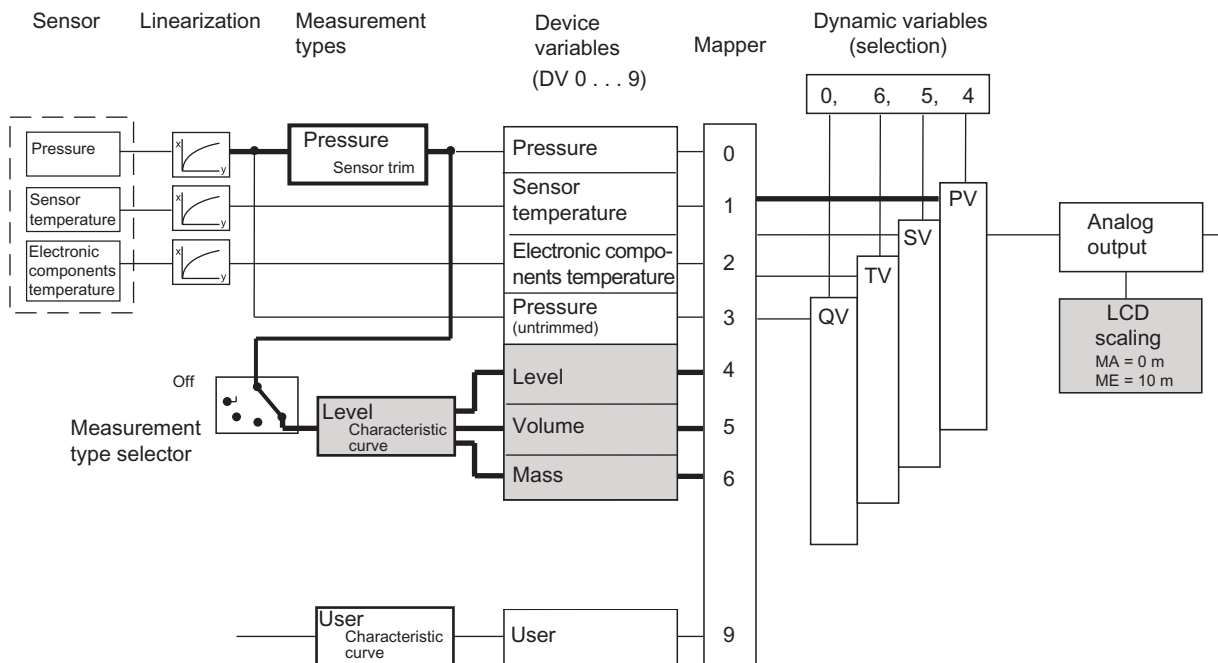 Sensor
Linearization
Measurement
types
Device
variables
(DV 0 . . . 9)
Mapper
Dynamic variables
(selection)
0, 6, 5, 4
Pressure
x
y
Pressure
Sensor trim
Pressure
0
Sensor
temperature
x
y
Sensor
temperature
1
PV
Electronic
components
temperature
x
y
Electronic compo-
nents temperature
2
SV
TV
Analog
output
Pressure
(untrimmed)
3
QV
LCD
scaling
MA = 0 m
ME = 10 m
Off
Measurement
type selector
Level
Characteristic
curve
Level
4
Volume
5
Mass
6
User
Characteristic
curve
User
9